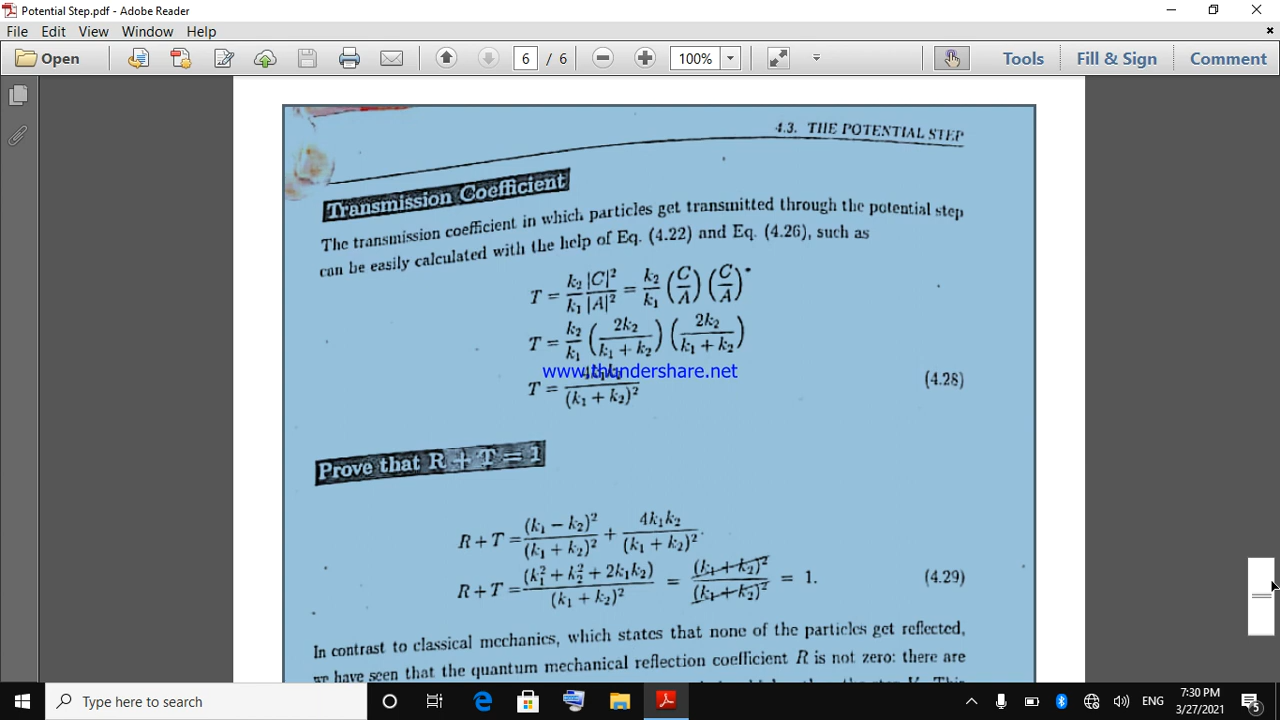 Potential Step.pdf - Adobe Reader
File Edit View Window Help
Open 6 / 6 100% Tools Fill & Sign Comment
4.3. THE POTENTIAL STEP
Transmission Coefficient
The transmission coefficient in which particles get transmitted through the potential step
can be easily calculated with the help of Eq. (4.22) and Eq. (4.26), such as
T = k₂/k₁ |C|²/|A|² = k₂/k₁ (C/A) (C/A)*
T = k₂/k₁ (2k₂/(k₁ + k₂)) (2k₂/(k₁ + k₂))
www.thundershare.net
T = 4k₁k₂/(k₁ + k₂)² (4.28)
Prove that R + T = 1
R + T = (k₁ − k₂)²/(k₁ + k₂)² + 4k₁k₂/(k₁ + k₂)².
R + T = (k₁² + k₂² + 2k₁k₂)/(k₁ + k₂)² = (k₁ + k₂)²/(k₁ + k₂)² = 1. (4.29)
In contrast to classical mechanics, which states that none of the particles get reflected,
we have seen that the quantum mechanical reflection coefficient R is not zero: there are
Type here to search
ENG
7:30 PM
3/27/2021
5